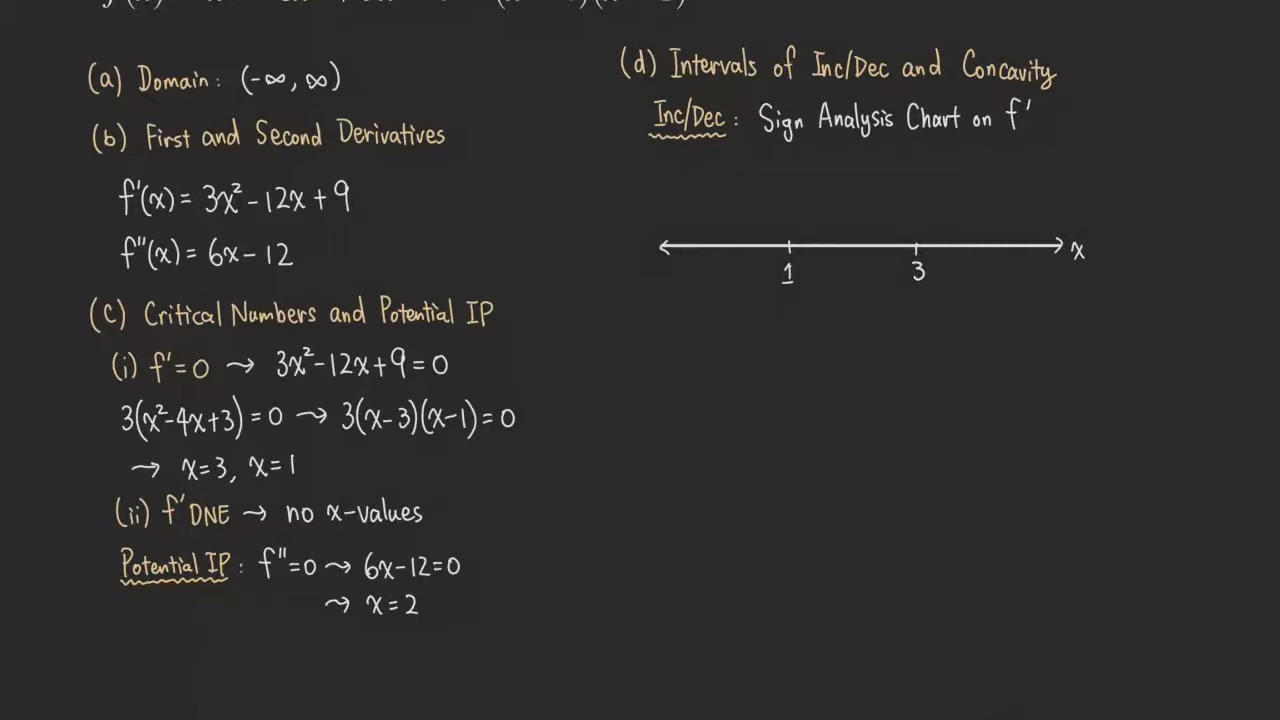 (a) Domain: (-∞, ∞)
(b) First and Second Derivatives
f'(x) = 3x² - 12x + 9
f''(x) = 6x - 12
(c) Critical Numbers and Potential IP
(i) f' = 0 → 3x² - 12x + 9 = 0
3(x² - 4x + 3) = 0 → 3(x - 3)(x - 1) = 0
→ x = 3, x = 1
(ii) f' DNE → no x-values
Potential IP: f'' = 0 → 6x - 12 = 0
→ x = 2
(d) Intervals of Inc/Dec and Concavity
Inc/Dec: Sign Analysis Chart on f'
x
1 3